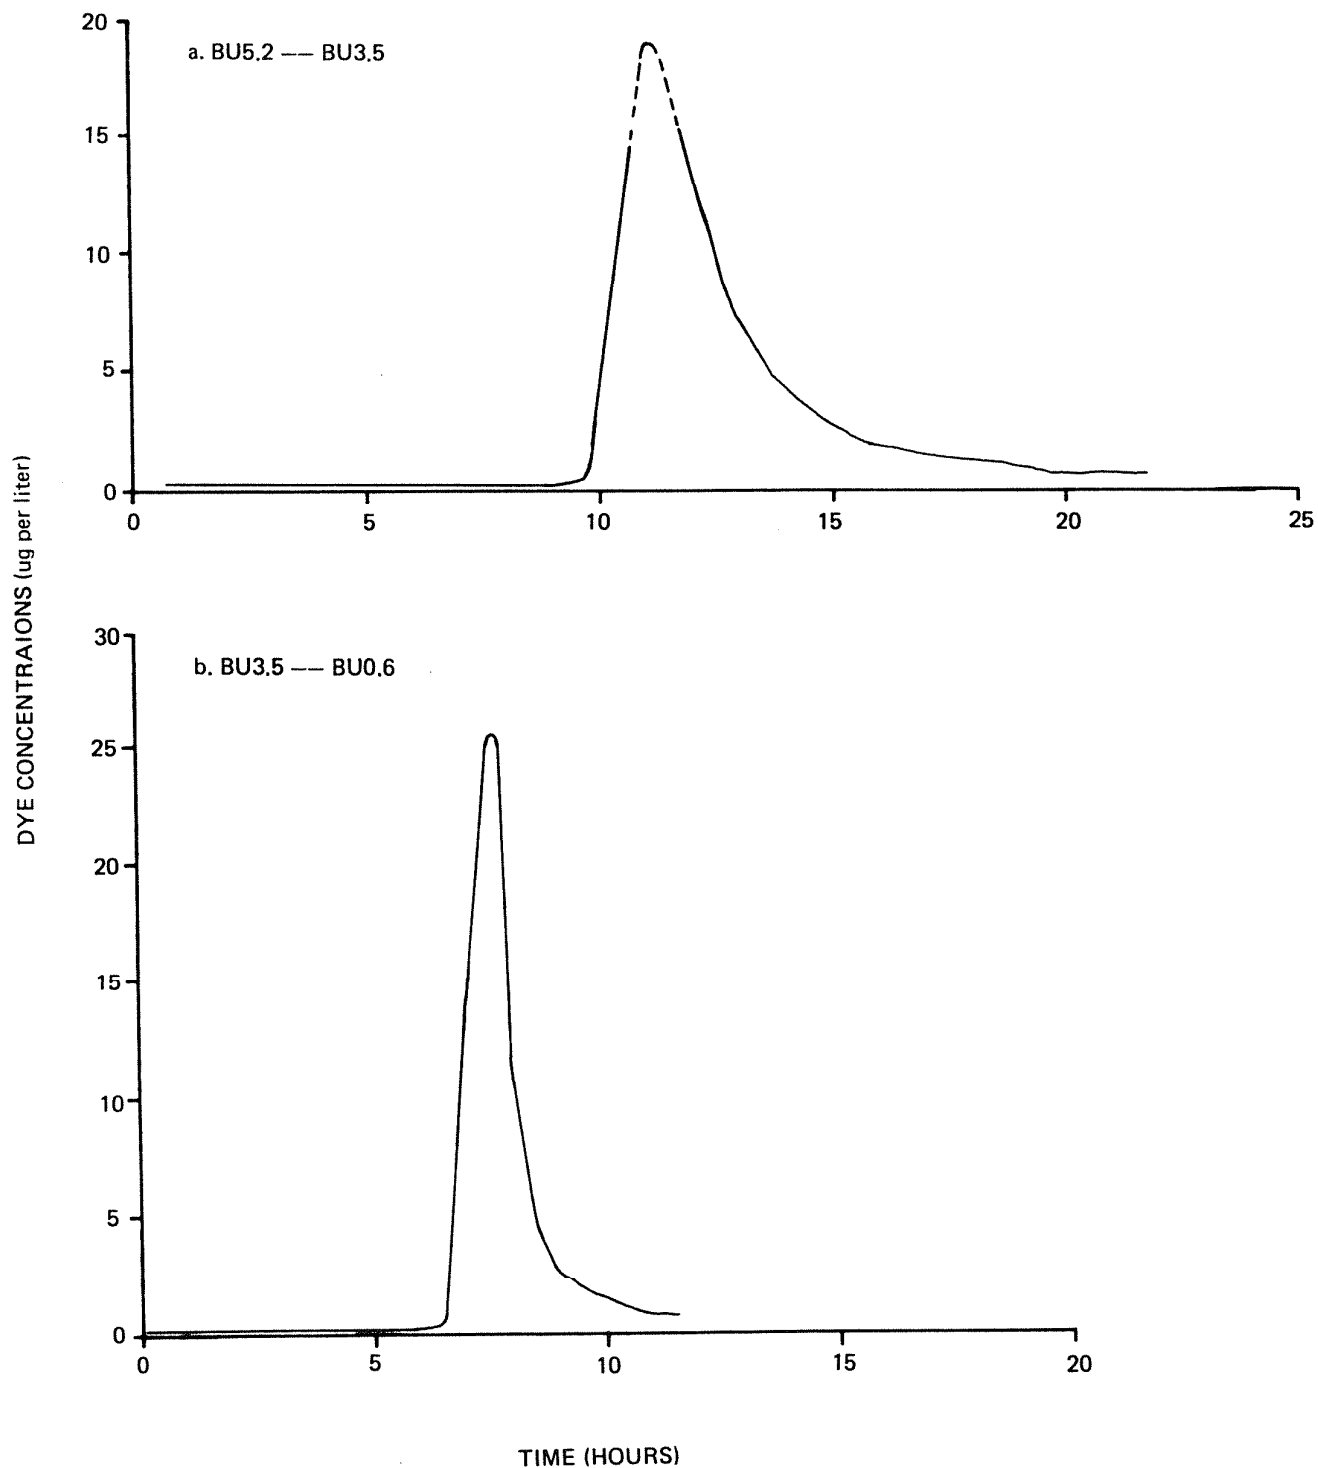 20
a. BU5.2 —— BU3.5
15
10
5
0
0 5 10 15 20 25
DYE CONCENTRAIONS (ug per liter)
30
b. BU3.5 —— BU0.6
25
20
15
10
5
0
0 5 10 15 20
TIME (HOURS)